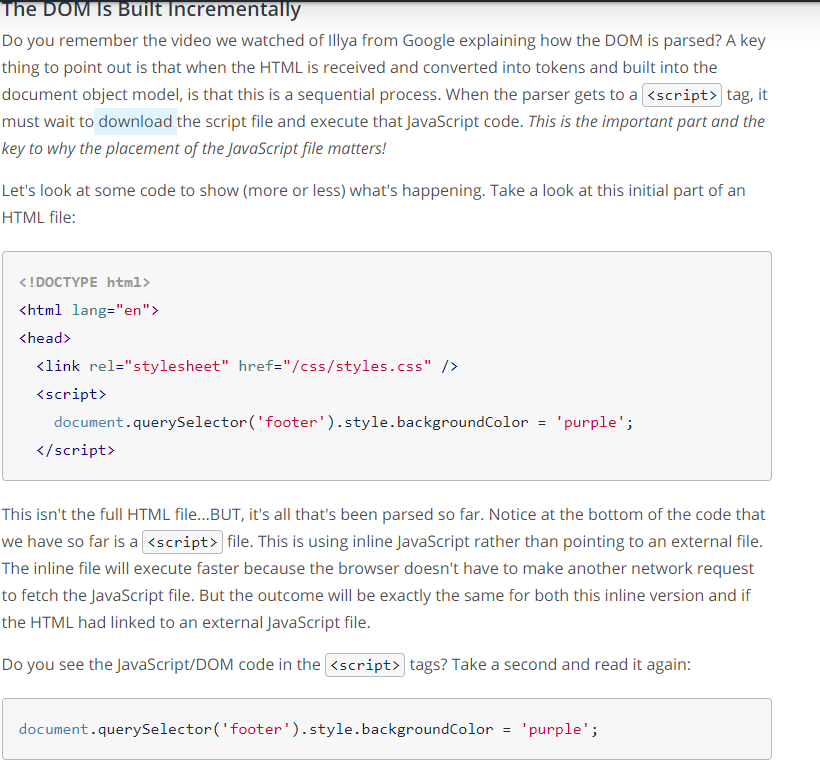 The DOM Is Built Incrementally
Do you remember the video we watched of Illya from Google explaining how the DOM is parsed? A key
thing to point out is that when the HTML is received and converted into tokens and built into the
document object model, is that this is a sequential process. When the parser gets to a <script> tag, it
must wait to download the script file and execute that JavaScript code. This is the important part and the
key to why the placement of the JavaScript file matters!
Let's look at some code to show (more or less) what's happening. Take a look at this initial part of an
HTML file:
<!DOCTYPE html>
<html lang="en">
<head>
  <link rel="stylesheet" href="/css/styles.css" />
  <script>
    document.querySelector('footer').style.backgroundColor = 'purple';
  </script>
This isn't the full HTML file...BUT, it's all that's been parsed so far. Notice at the bottom of the code that
we have so far is a <script> file. This is using inline JavaScript rather than pointing to an external file.
The inline file will execute faster because the browser doesn't have to make another network request
to fetch the JavaScript file. But the outcome will be exactly the same for both this inline version and if
the HTML had linked to an external JavaScript file.
Do you see the JavaScript/DOM code in the <script> tags? Take a second and read it again:
document.querySelector('footer').style.backgroundColor = 'purple';